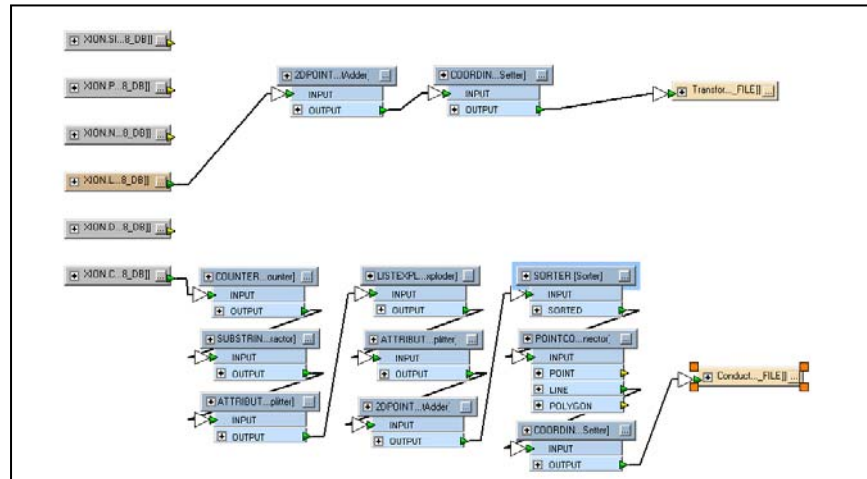 XION.SI...8_DB]] ...
XION.P...8_DB]] ...
XION.N...8_DB]] ...
XION.L...8_DB]] ...
XION.D...8_DB]] ...
XION.C...8_DB]] ...
2DPOINT...tAdder] ...
INPUT
OUTPUT
COORDIN...Setter] ...
INPUT
OUTPUT
Transfor..._FILE]] ...
COUNTER...ounter] ...
INPUT
OUTPUT
SUBSTRIN...ractor] ...
INPUT
OUTPUT
ATTRIBUT...plitter] ...
INPUT
OUTPUT
LISTEXPL...xploder] ...
INPUT
OUTPUT
ATTRIBUT...plitter] ...
INPUT
OUTPUT
2DPOINT...tAdder] ...
INPUT
OUTPUT
SORTER [Sorter] ...
INPUT
SORTED
POINTCO...nector] ...
INPUT
POINT
LINE
POLYGON
COORDIN...Setter] ...
INPUT
OUTPUT
Conduct..._FILE]] ...